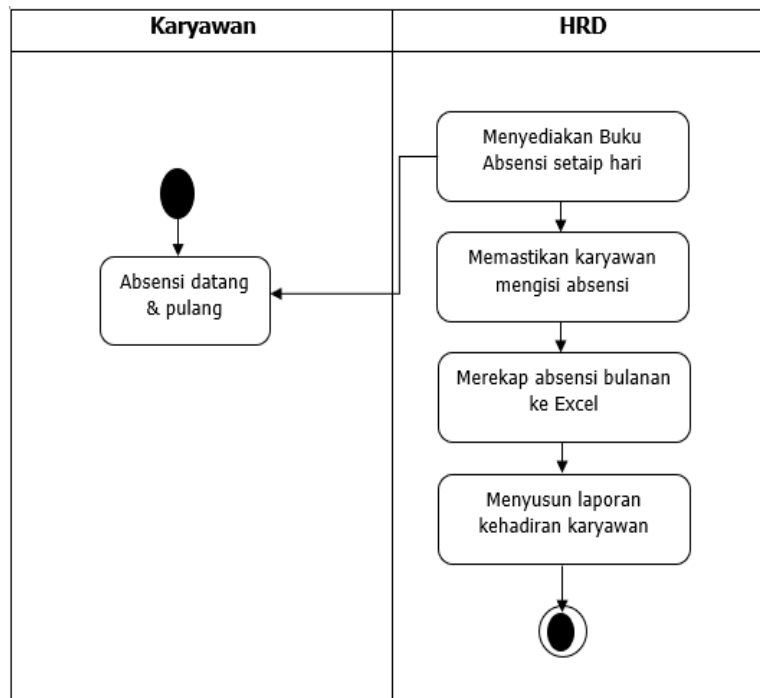 Karyawan
HRD
Menyediakan Buku
Absensi setaip hari
Absensi datang
& pulang
Memastikan karyawan
mengisi absensi
Merekap absensi bulanan
ke Excel
Menyusun laporan
kehadiran karyawan